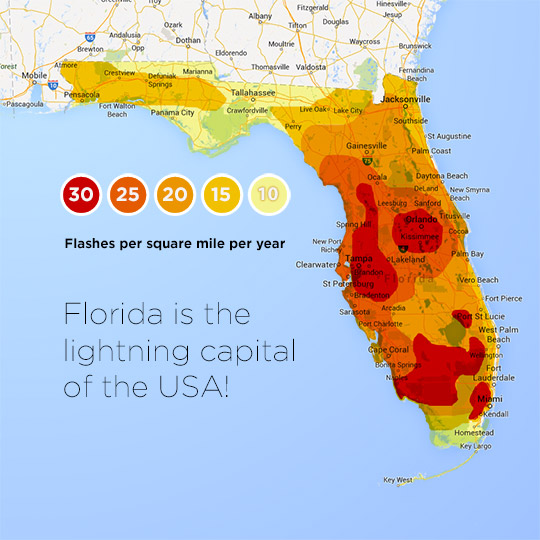 Fitzgerald
Hinesville
Jesup
Andalusia
Ozark
Albany
Tifton
Douglas
Brewton
Opp
Dothan
Moultrie
Waycross
Brunswick
Eldorendo
Atmore
Thomasville
Valdosta
Mobile
Crestview
Defuniak
Springs
Marianna
Fernandina
Beach
Pascagoula
Pensacola
Tallahassee
Jacksonville
Fort Walton
Beach
Panama City
Crawfordville
Live Oak
Lake City
Southside
Perry
St Augustine
Gainesville
Palm Coast
75
Ocala
Daytona Beach
DeLand
New Smyrna
Beach
30 25 20 15 10
Leesburg
Sanford
Titusville
Orlando
Spring Hill
Cocoa
Kissimmee
Flashes per square mile per year
New Port
Richey
Palm Bay
Tampa
Lakeland
Clearwater
Brandon
Florida
Vero Beach
St Petersburg
Bradenton
Fort Pierce
Florida is the
lightning capital
of the USA!
Sarasota
Arcadia
Port St Lucie
Port Charlotte
West Palm
Beach
Cape Coral
Wellington
Bonita Springs
Fort
Lauderdale
Naples
Miami
Kendall
Homestead
Key Largo
Key West